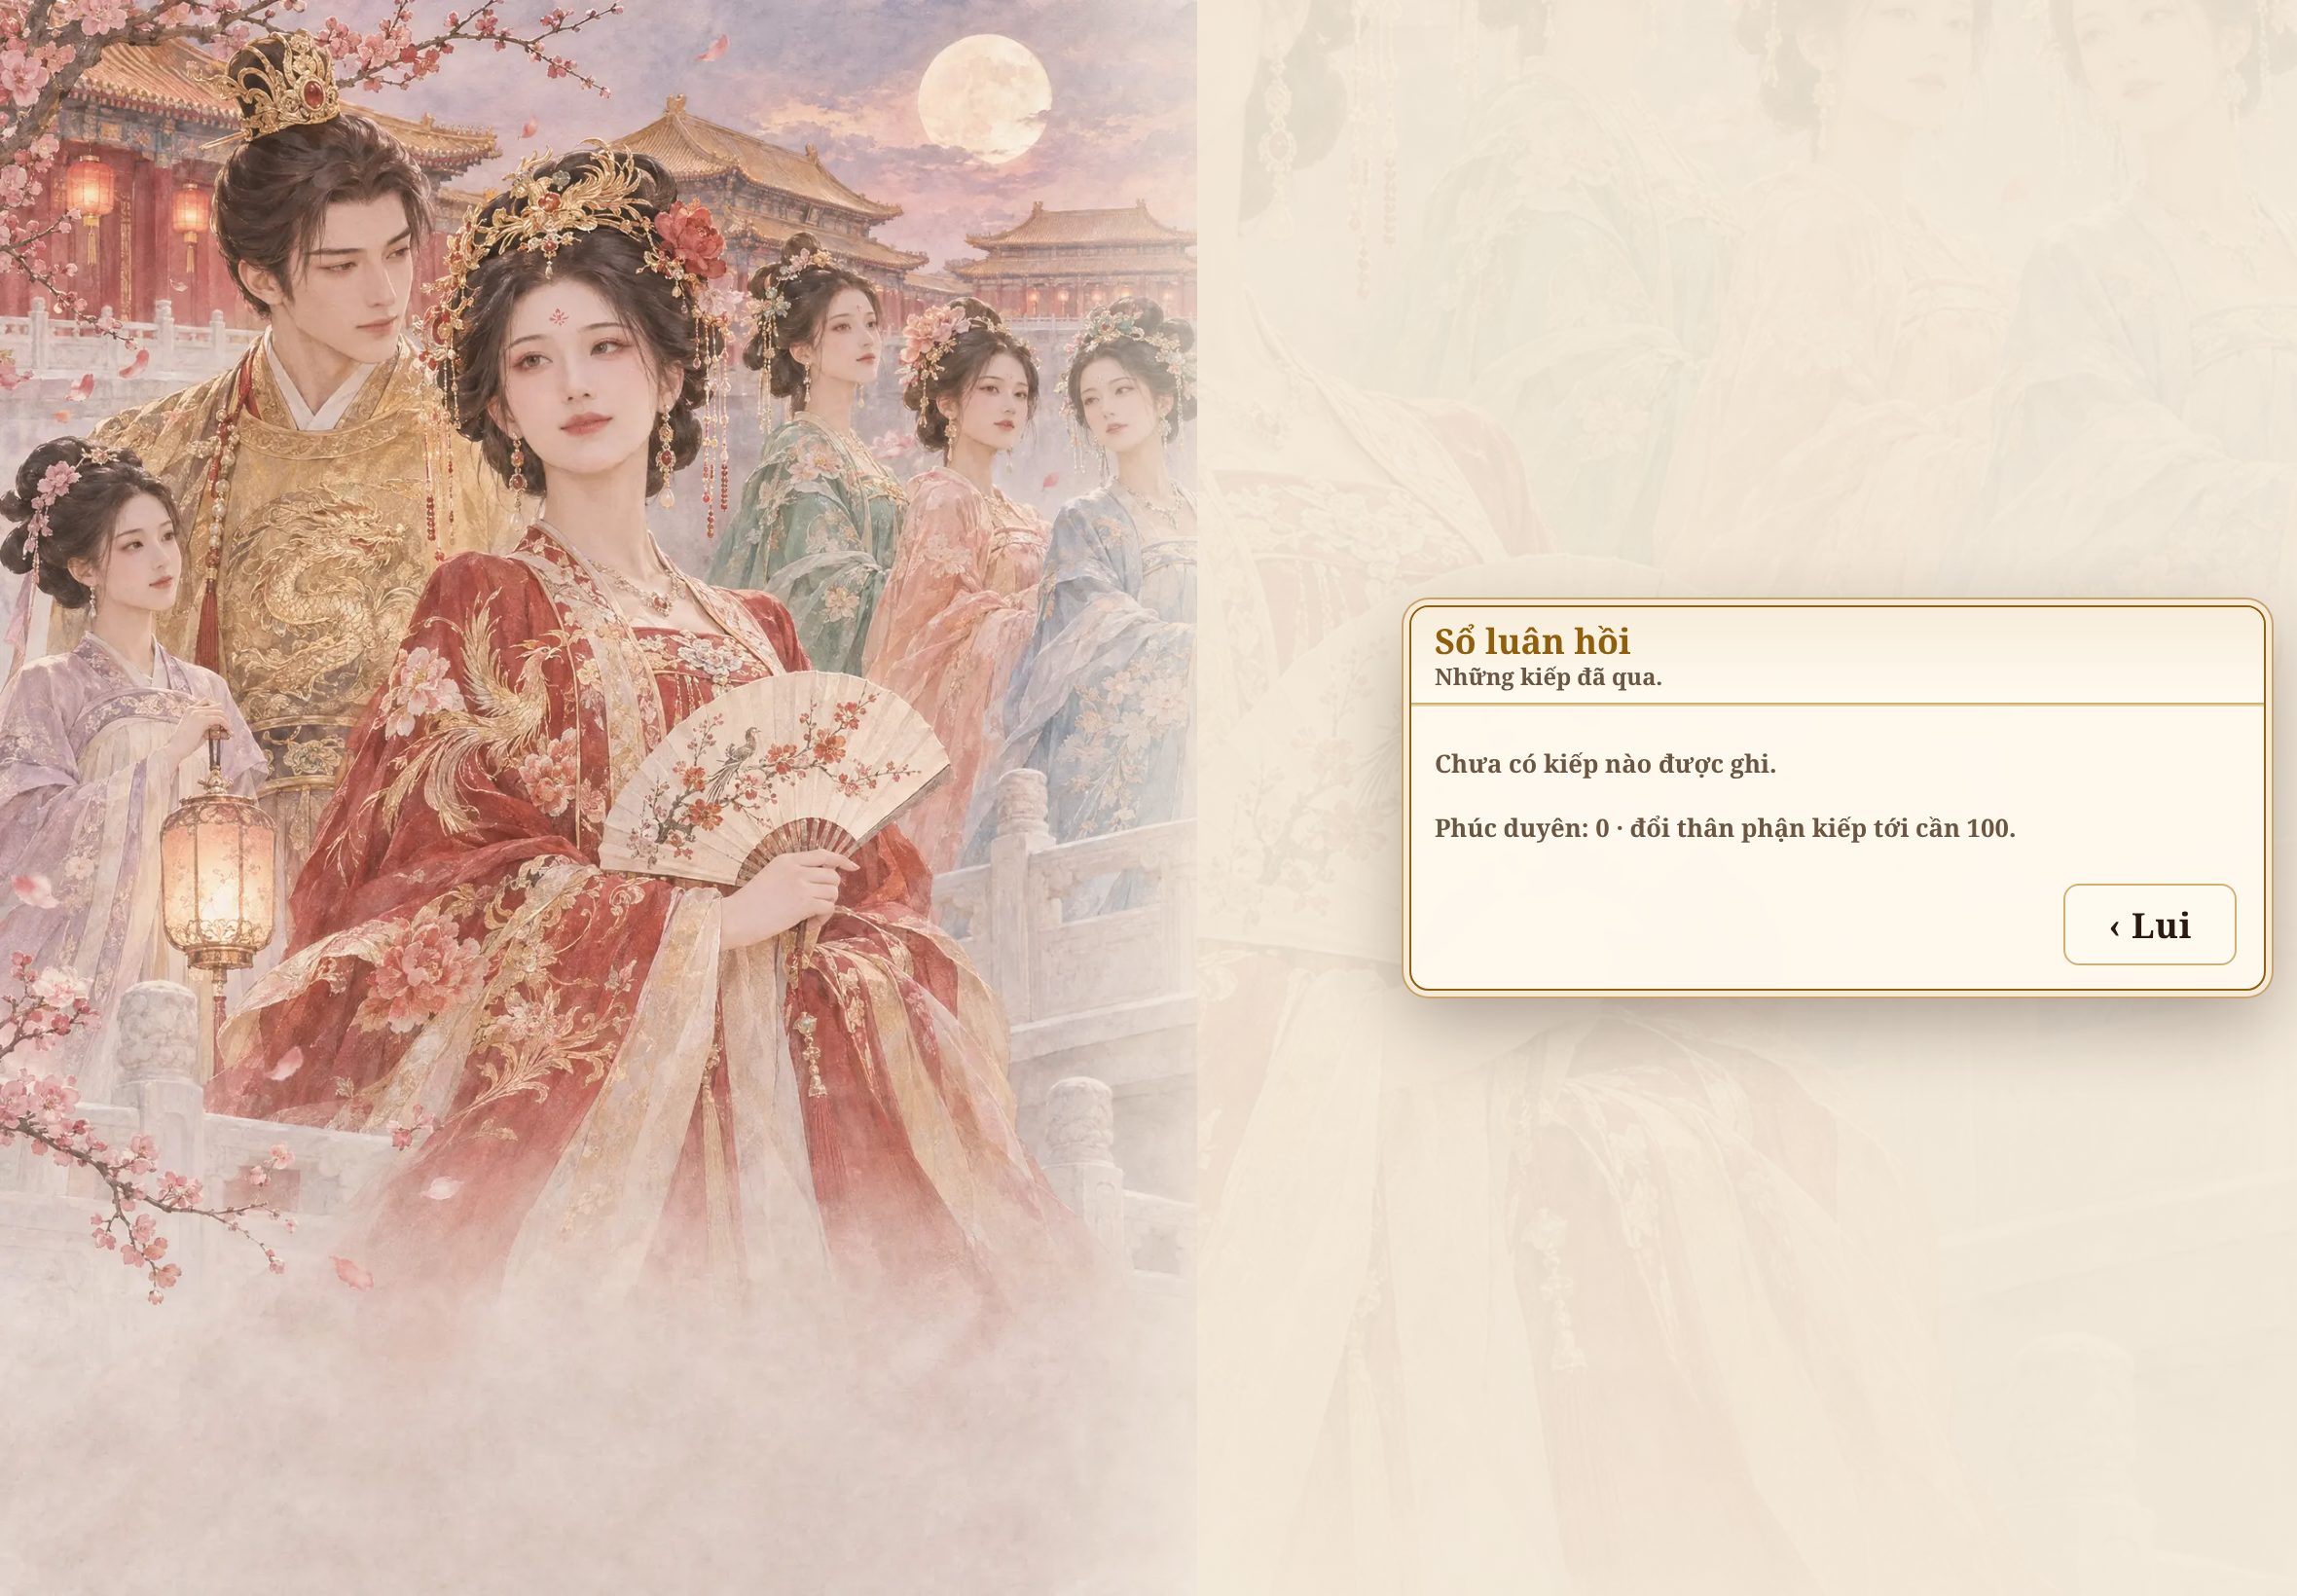 Sổ luân hồi
Những kiếp đã qua.
Chưa có kiếp nào được ghi.
Phúc duyên: 0 · đổi thân phận kiếp tới cần 100.
‹ Lui